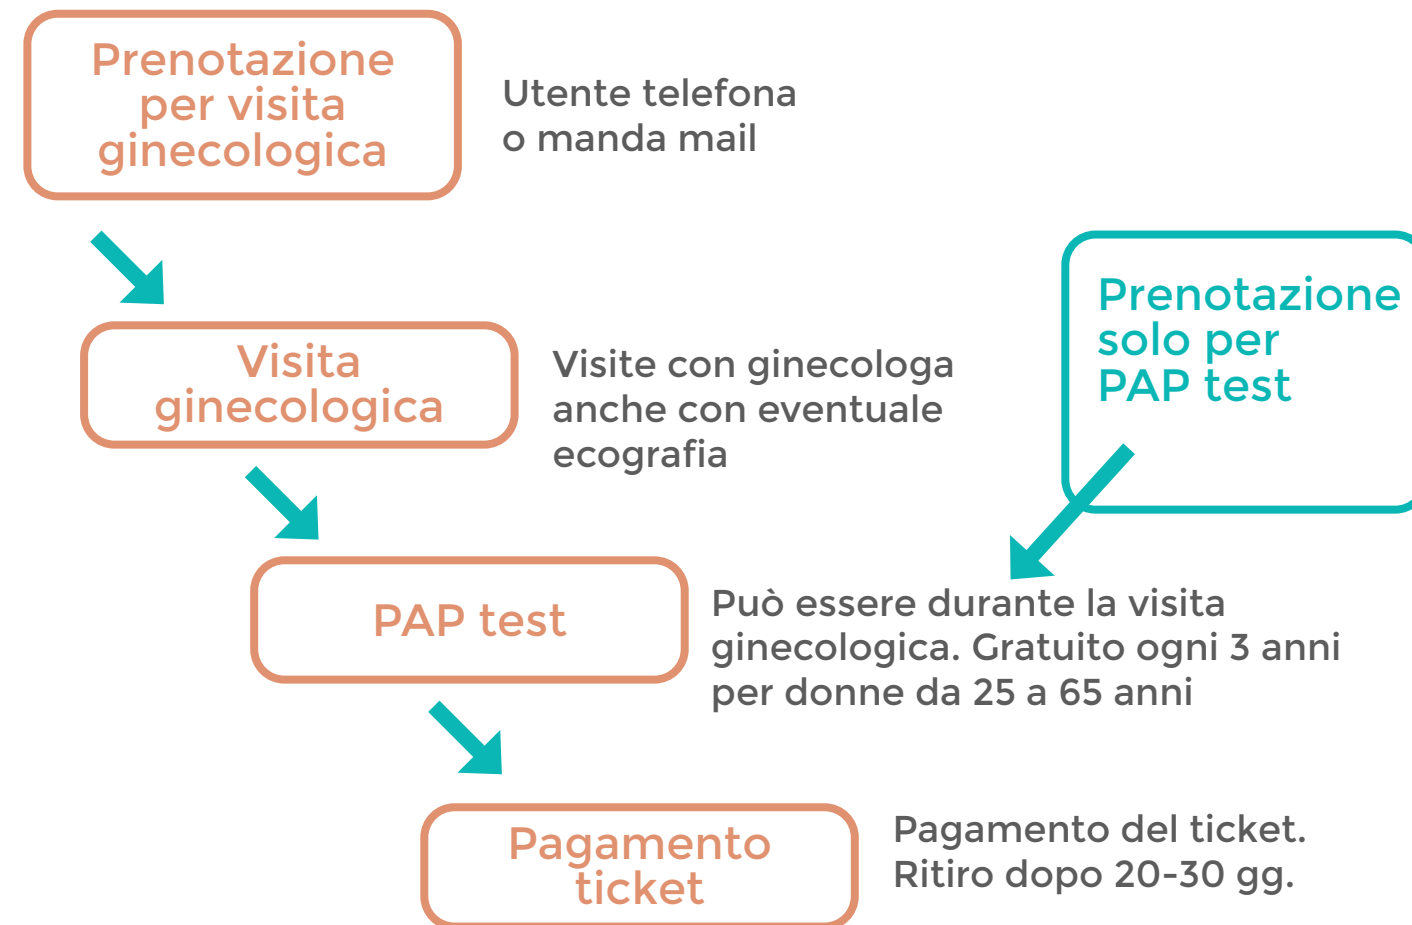 Prenotazione
per visita
ginecologica
Utente telefona
o manda mail
Prenotazione
solo per
PAP test
Visita
ginecologica
Visite con ginecologa
anche con eventuale
ecografia
PAP test
Può essere durante la visita
ginecologica. Gratuito ogni 3 anni
per donne da 25 a 65 anni
Pagamento
ticket
Pagamento del ticket.
Ritiro dopo 20-30 gg.